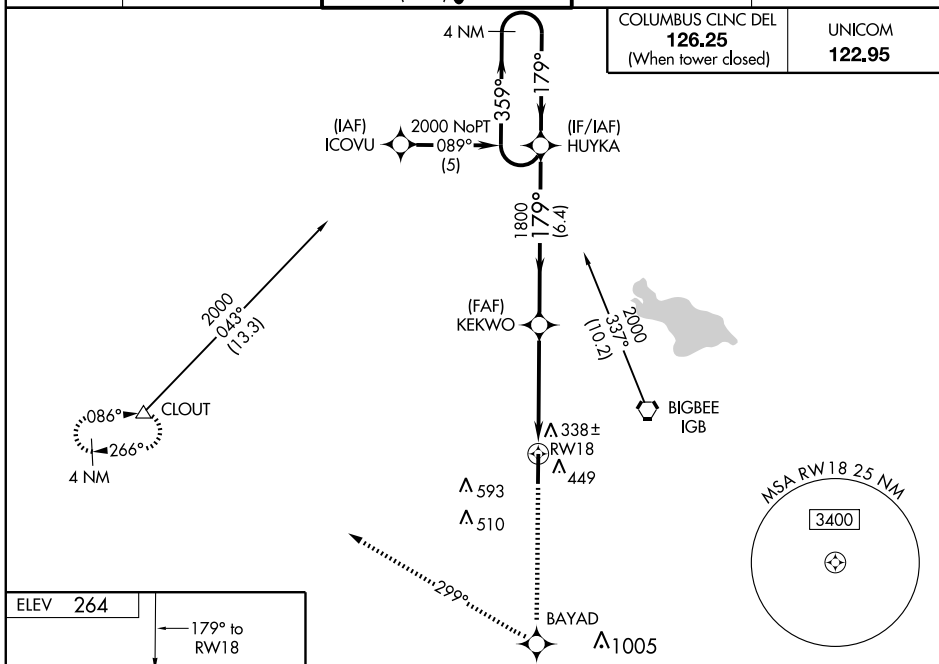 COLUMBUS CLNC DEL
126.25
(When tower closed)
UNICOM
122.95
4 NM
359°
179°
(IAF)
ICOVU
2000 NoPT
089°
(5)
(IF/IAF)
HUYKA
1800
179°
(6.4)
2000
043°
(13.3)
(FAF)
KEKWO
2000
337°
(10.2)
086°
CLOUT
266°
4 NM
BIGBEE
IGB
338±
RW18
449
593
510
MSA RW18 25 NM
3400
299°
BAYAD
1005
ELEV 264
179° to
RW18